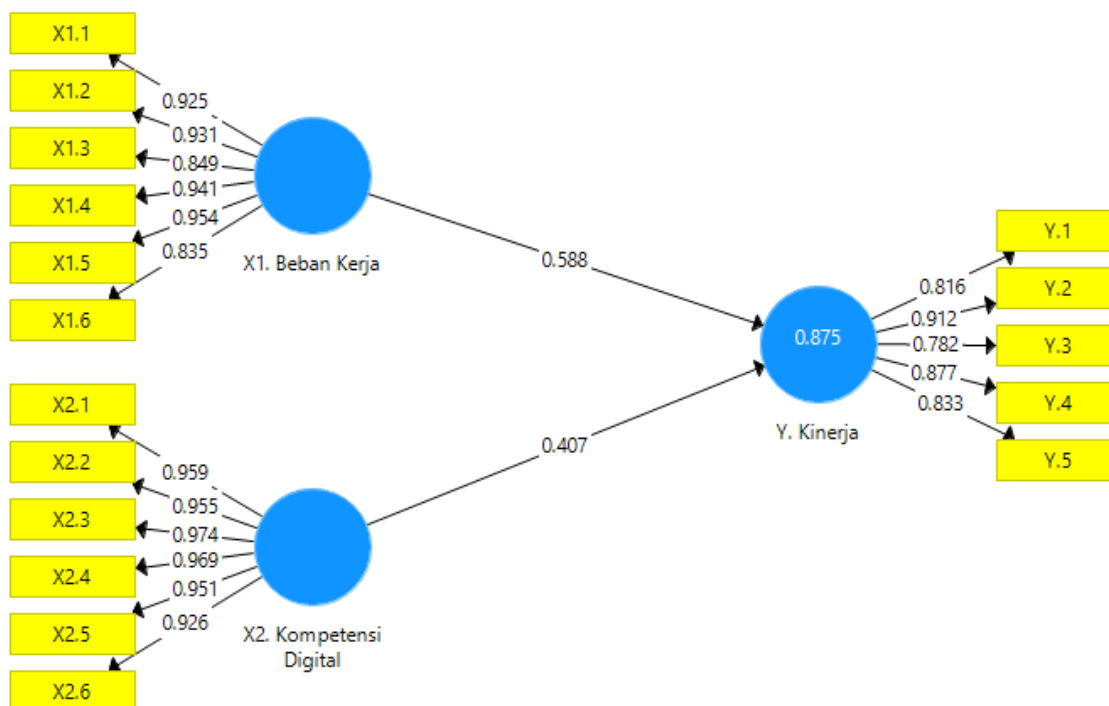 X1.1
X1.2
X1.3
X1.4
X1.5
X1.6
0.925
0.931
0.849
0.941
0.954
0.835
X1. Beban Kerja
0.588
X2.1
X2.2
X2.3
X2.4
X2.5
X2.6
0.959
0.955
0.974
0.969
0.951
0.926
X2. Kompetensi
Digital
0.407
0.875
Y. Kinerja
0.816
0.912
0.782
0.877
0.833
Y.1
Y.2
Y.3
Y.4
Y.5